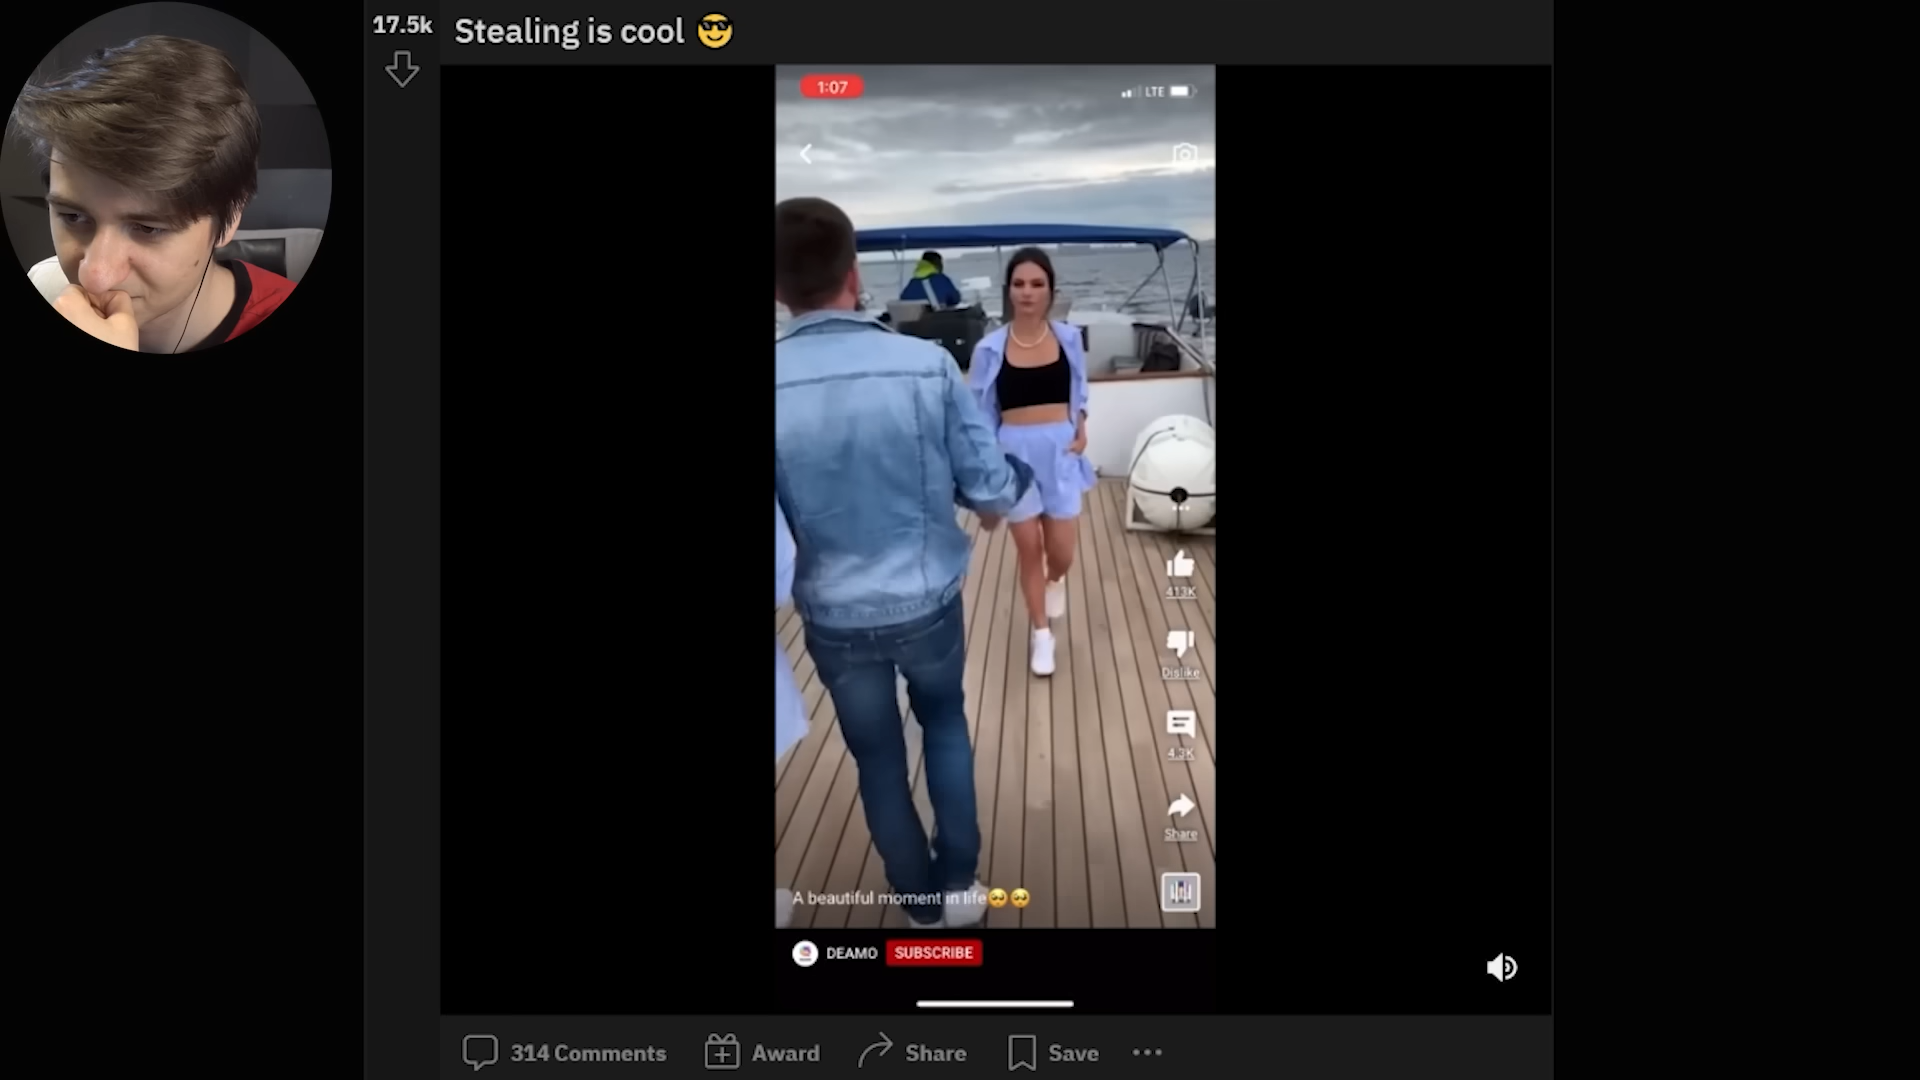 17.5k
Stealing is cool 😎
1:07
LTE
413K
Dislike
4.3K
Share
A beautiful moment in life🥺🥺
DEAMO SUBSCRIBE
314 Comments Award Share Save